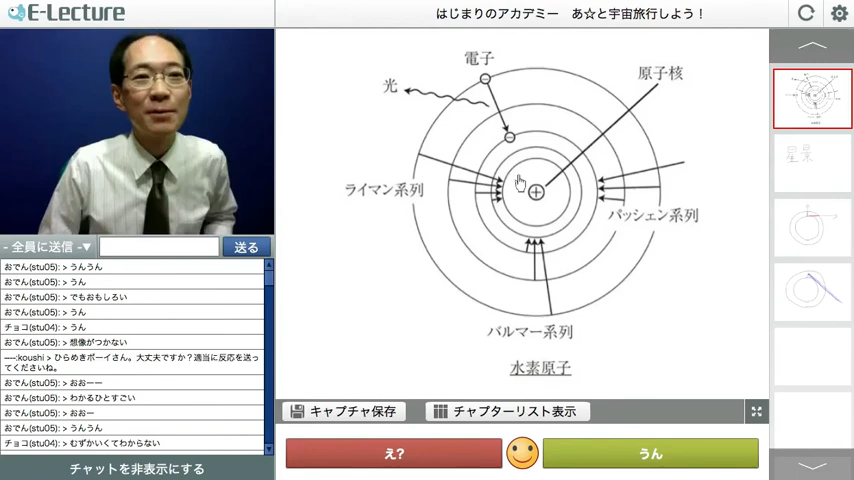 E-Lecture
はじまりのアカデミー あ☆と宇宙旅行しよう！
電子
光
原子核
ライマン系列
パッシェン系列
バルマー系列
水素原子
- 全員に送信 -▼
送る
おでん(stu05): > うんうん
おでん(stu05): > うん
おでん(stu05): > でもおもしろい
おでん(stu05): > うん
チョコ(stu04): > うん
おでん(stu05): > 想像がつかない
koushi > ひらめきボーイさん。大丈夫ですか？適当に反応を送っ
てくださいね。
おでん(stu05): > おおーー
おでん(stu05): > わかるひとすごい
おでん(stu05): > おおー
おでん(stu05): > うんうん
チョコ(stu04): > むずかいくてわからない
チャットを非表示にする
キャプチャ保存
チャプターリスト表示
え?
うん
星景